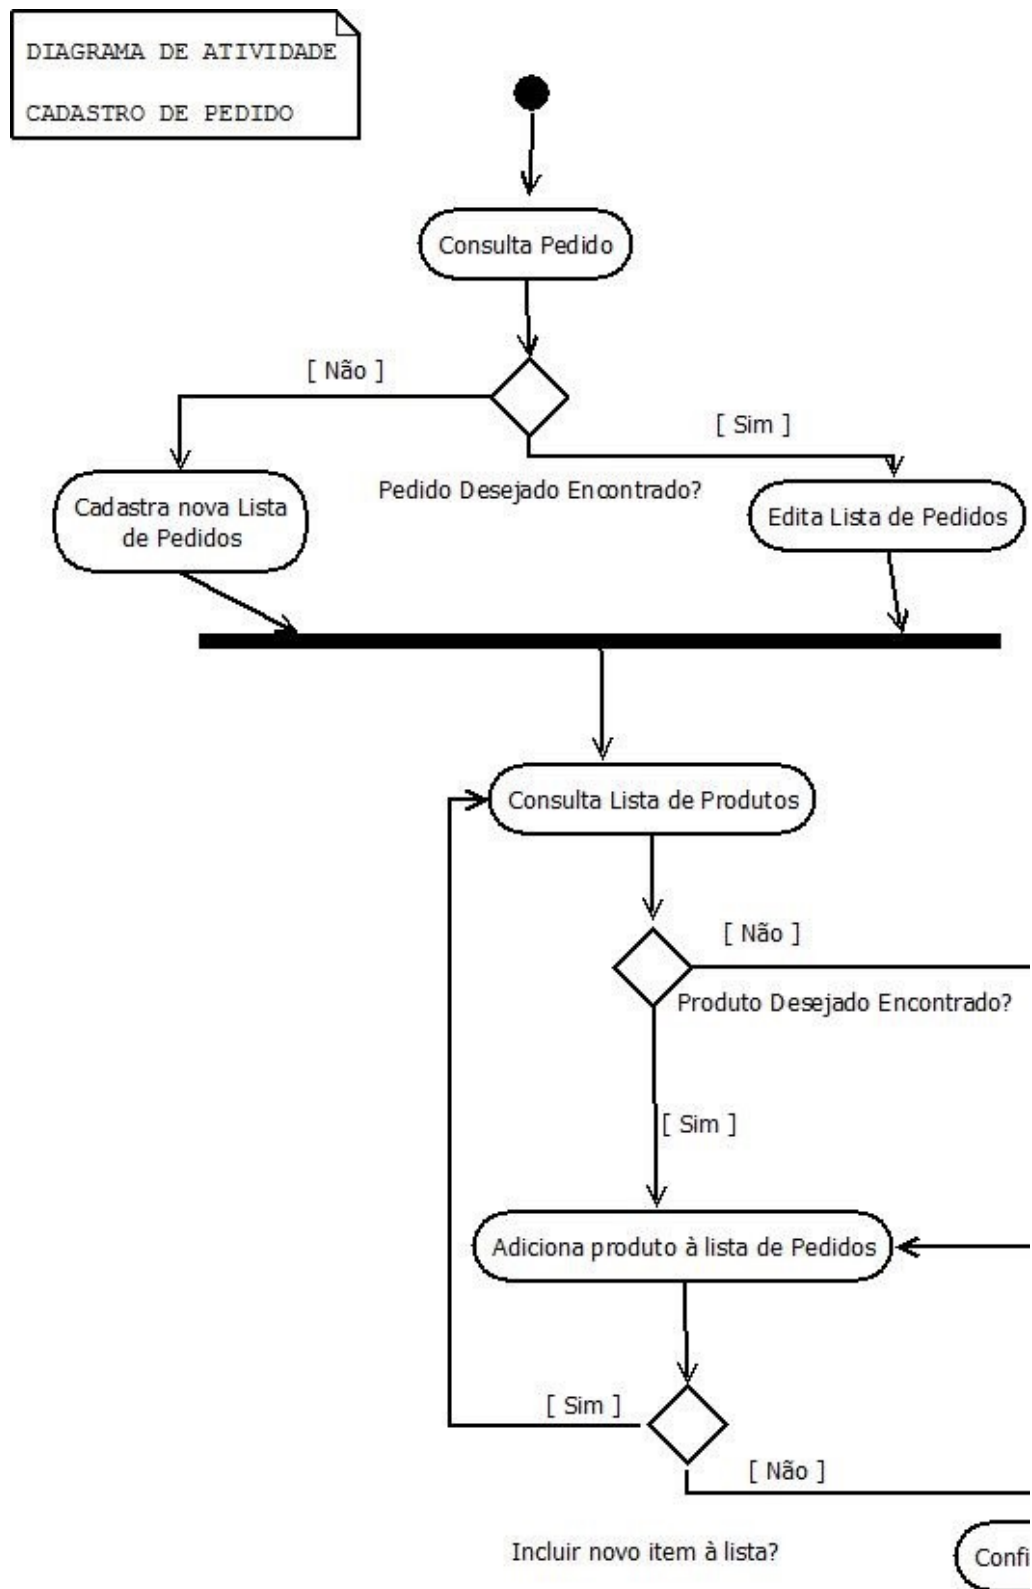 DIAGRAMA DE ATIVIDADE
CADASTRO DE PEDIDO
Consulta Pedido
[ Não ]
[ Sim ]
Pedido Desejado Encontrado?
Cadastra nova Lista
de Pedidos
Edita Lista de Pedidos
Consulta Lista de Produtos
[ Não ]
Produto Desejado Encontrado?
[ Sim ]
Adiciona produto à lista de Pedidos
[ Sim ]
[ Não ]
Incluir novo item à lista?
Confi